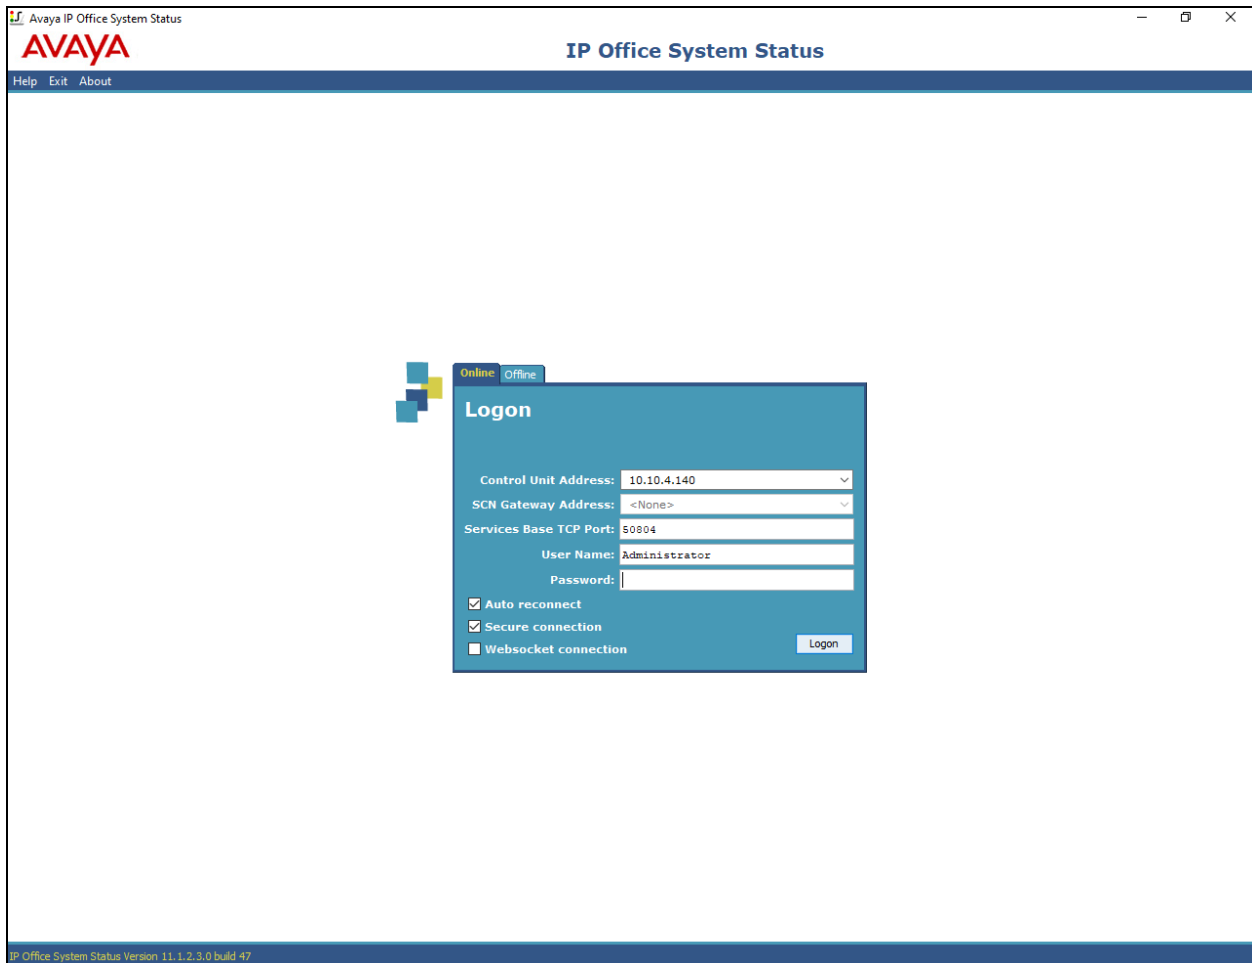 Avaya IP Office System Status
AVAYA
IP Office System Status
Help Exit About
Online Offline
Logon
Control Unit Address: 10.10.4.140
SCN Gateway Address: <None>
Services Base TCP Port: 50804
User Name: Administrator
Password:
Auto reconnect
Secure connection
Websocket connection
Logon
IP Office System Status Version 11.1.2.3.0 build 47